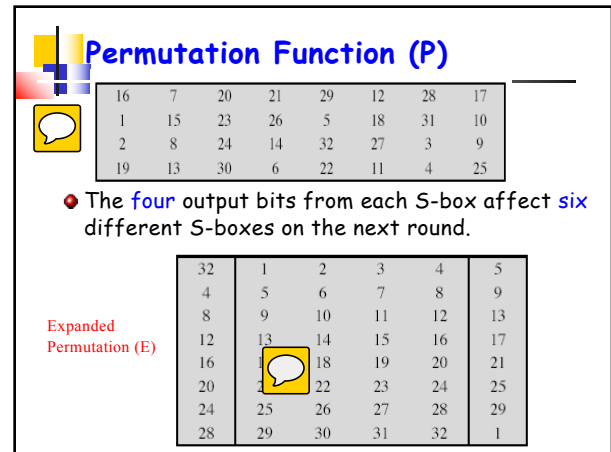 Permutation Function (P)
16 7 20 21 29 12 28 17
1 15 23 26 5 18 31 10
2 8 24 14 32 27 3 9
19 13 30 6 22 11 4 25
The four output bits from each S-box affect six
different S-boxes on the next round.
Expanded
Permutation (E)
32 1 2 3 4 5
4 5 6 7 8 9
8 9 10 11 12 13
12 13 14 15 16 17
16 18 19 20 21
20 22 23 24 25
24 25 26 27 28 29
28 29 30 31 32 1